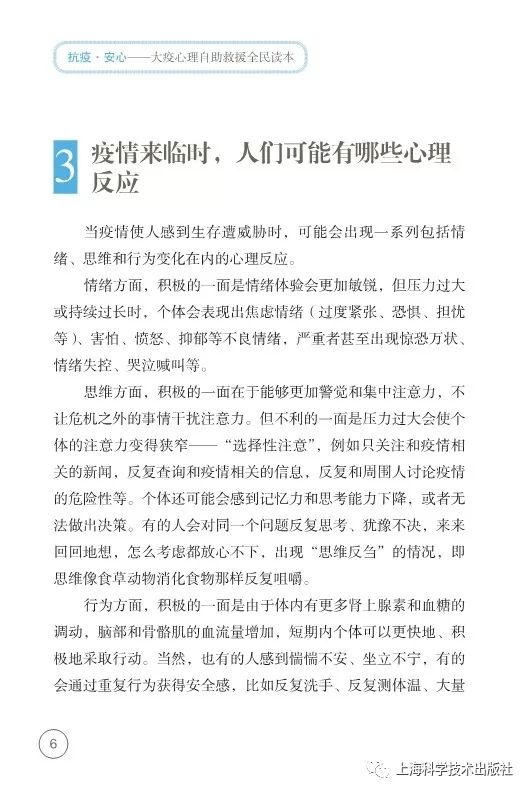 抗疫·安心——大疫心理自助救援全民读本
3 疫情来临时，人们可能有哪些心理
反应
当疫情使人感到生存遭威胁时，可能会出现一系列包括情
绪、思维和行为变化在内的心理反应。
情绪方面，积极的一面是情绪体验会更加敏锐，但压力过大
或持续过长时，个体会表现出焦虑情绪（过度紧张、恐惧、担忧
等）、害怕、愤怒、抑郁等不良情绪，严重者甚至出现惊恐万状、
情绪失控、哭泣喊叫等。
思维方面，积极的一面在于能够更加警觉和集中注意力，不
让危机之外的事情干扰注意力。但不利的一面是压力过大会使个
体的注意力变得狭窄——“选择性注意”，例如只关注和疫情相
关的新闻，反复查询和疫情相关的信息，反复和周围人讨论疫情
的危险性等。个体还可能会感到记忆力和思考能力下降，或者无
法做出决策。有的人会对同一个问题反复思考、犹豫不决，来来
回回地想，怎么考虑都放心不下，出现“思维反刍”的情况，即
思维像食草动物消化食物那样反复咀嚼。
行为方面，积极的一面是由于体内有更多肾上腺素和血糖的
调动，脑部和骨骼肌的血流量增加，短期内个体可以更快地、积
极地采取行动。当然，也有的人感到惴惴不安、坐立不宁，有的
会通过重复行为获得安全感，比如反复洗手、反复测体温、大量
6
上海科学技术出版社